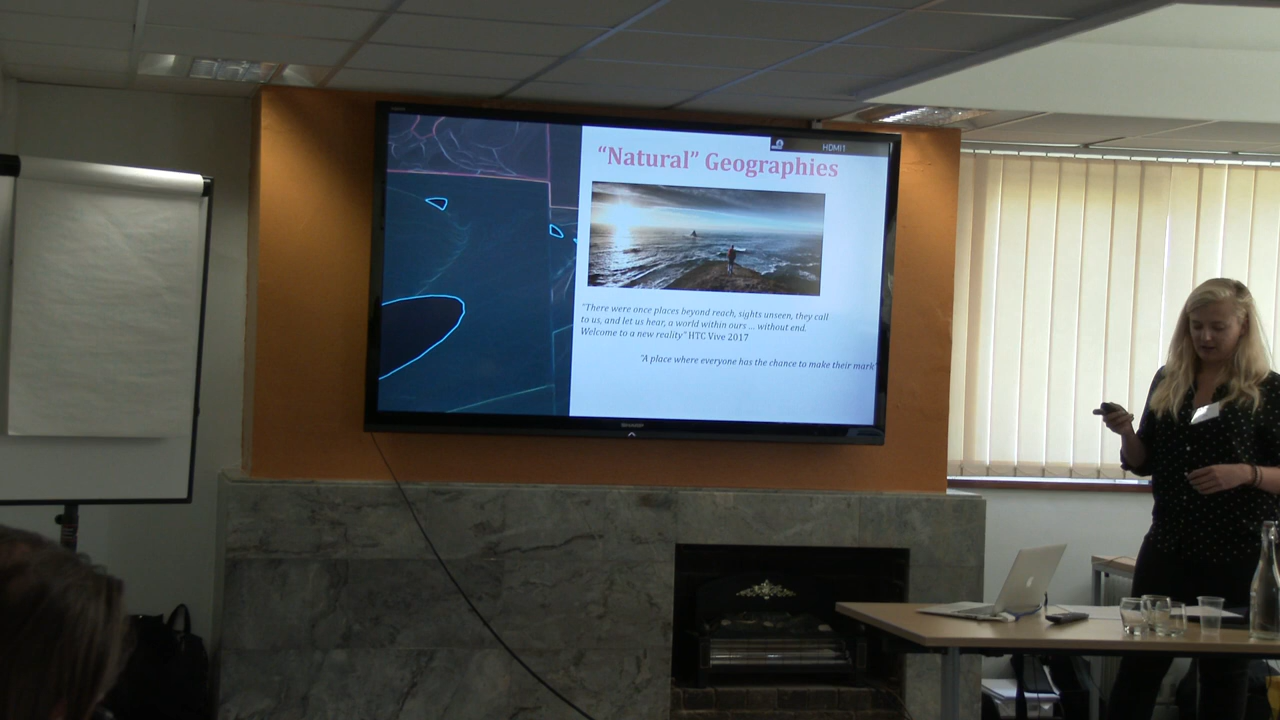 HDMI1
“Natural” Geographies
“There were once places beyond reach, sights unseen, they call
to us, and let us hear, a world within ours ... without end.
Welcome to a new reality” HTC Vive 2017
“A place where everyone has the chance to make their mark”
SHARP